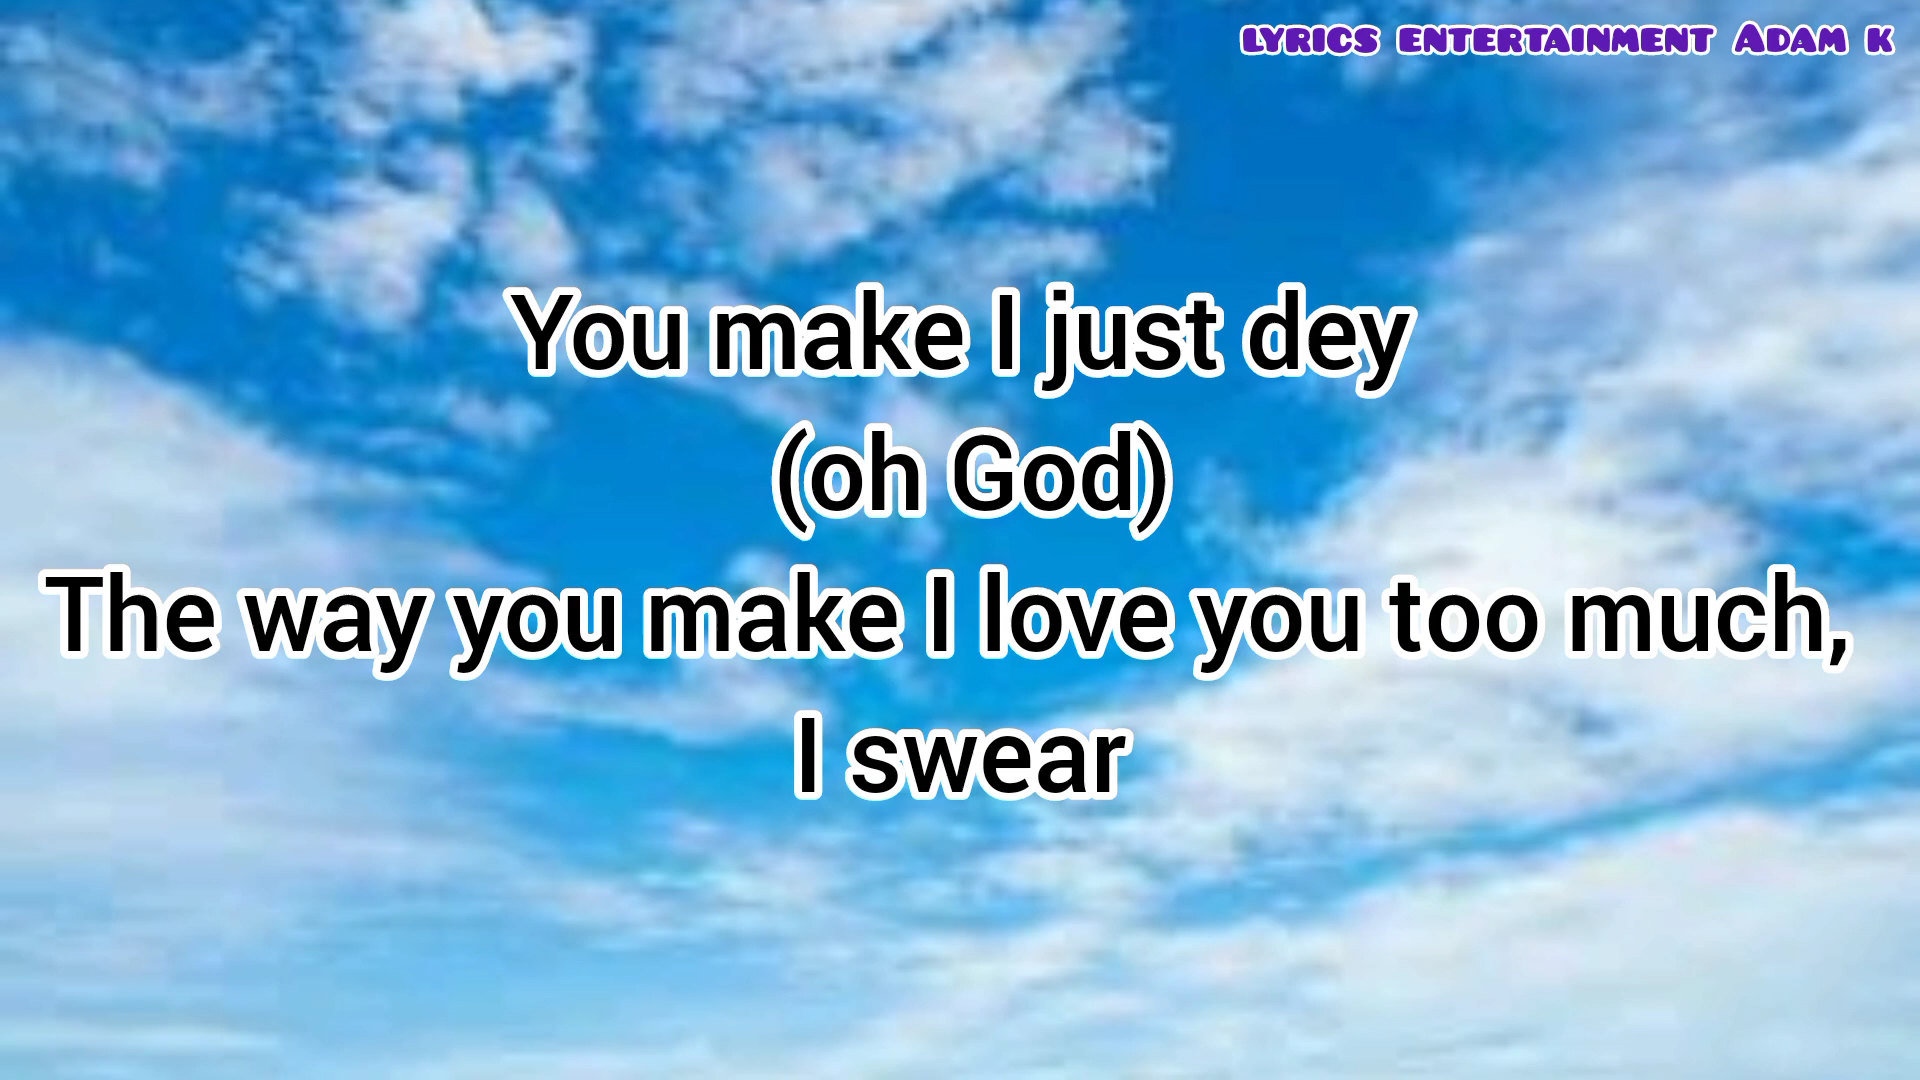 LYRICS ENTERTAINMENT ADAM K
You make I just dey
(oh God)
The way you make I love you too much,
I swear